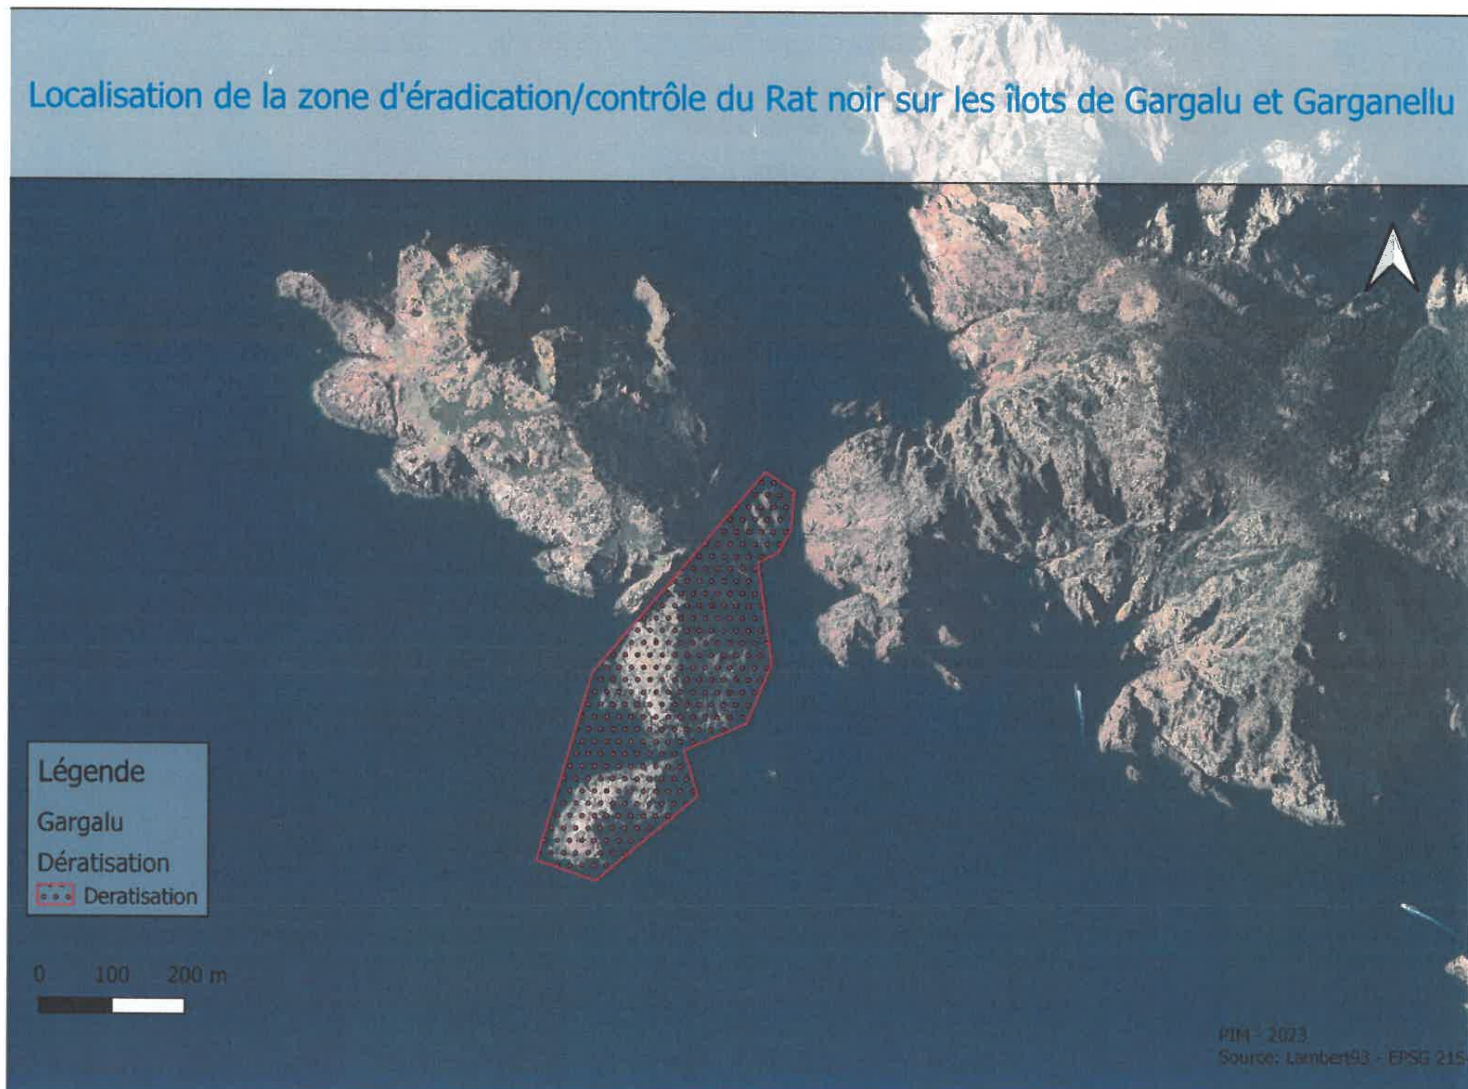 Localisation de la zone d'éradication/contrôle du Rat noir sur les îlots de Gargalu et Garganellu
Légende
Gargalu
Dératisation
Deratisation
0 100 200 m
PIM - 2023
Source: Lambert93 - EPSG